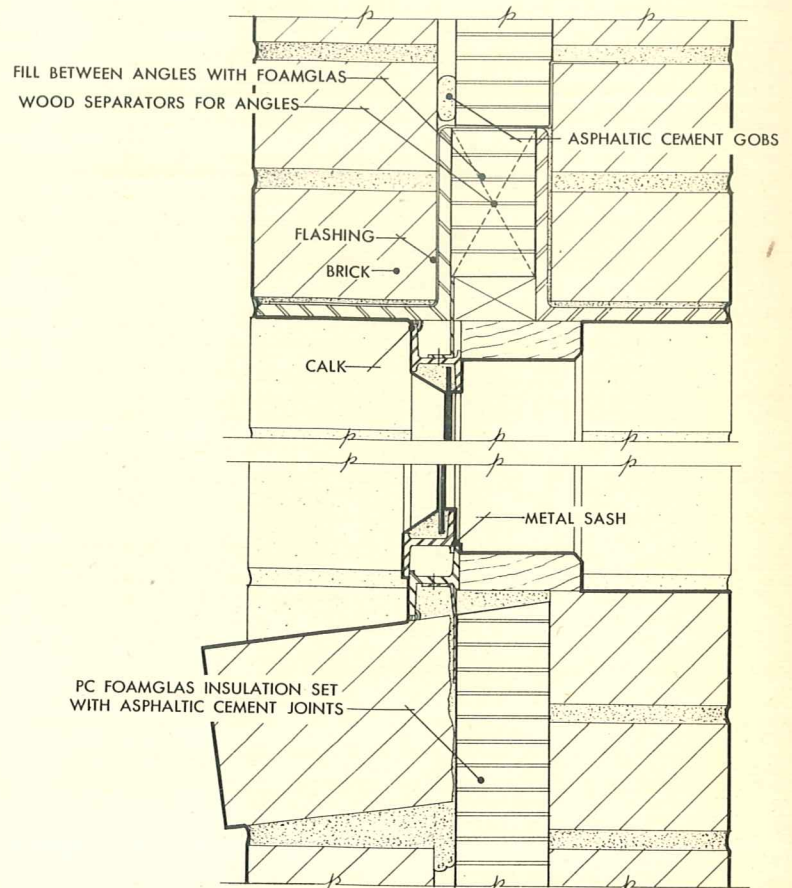 FILL BETWEEN ANGLES WITH FOAMGLAS
WOOD SEPARATORS FOR ANGLES
ASPHALTIC CEMENT GOBS
FLASHING
BRICK
CALK
METAL SASH
PC FOAMGLAS INSULATION SET
WITH ASPHALTIC CEMENT JOINTS